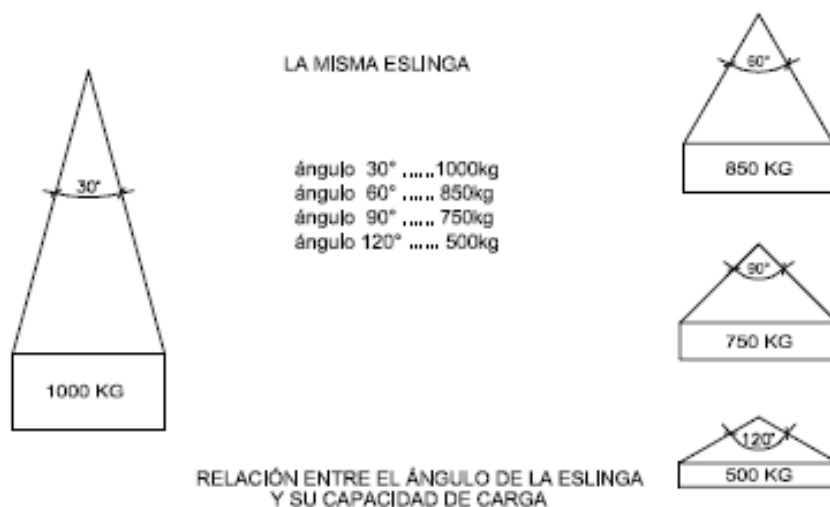 LA MISMA ESLINGA
60°
30°
850 KG
ángulo 30° ...... 1000kg
ángulo 60° ...... 850kg
ángulo 90° ...... 750kg
ángulo 120° ...... 500kg
90°
750 KG
1000 KG
120°
500 KG
RELACIÓN ENTRE EL ÁNGULO DE LA ESLINGA
Y SU CAPACIDAD DE CARGA